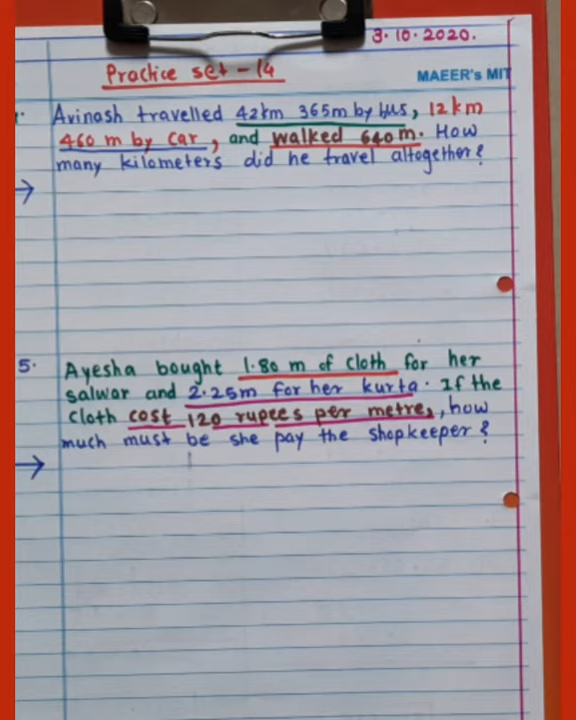 3.10.2020.
Practice set - 14
MAEER's MIT
Avinash travelled 42km 365m by bus, 12km
460 m by car, and walked 640m. How
many kilometers did he travel altogether?
5. Ayesha bought 1.80 m of cloth for her
salwar and 2.25m for her kurta. If the
cloth cost 120 rupees per metre, how
much must be she pay the shopkeeper?